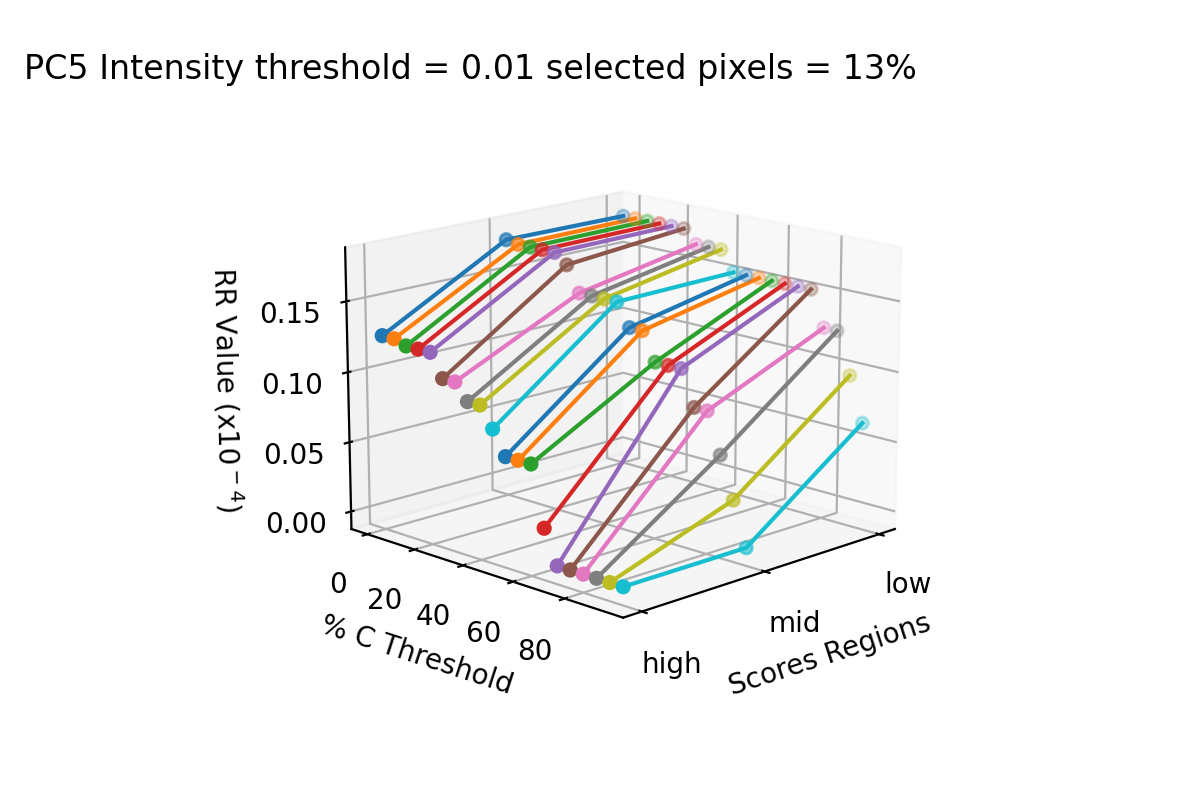 PC5 Intensity threshold = 0.01 selected pixels = 13%
RR Value (x10⁻⁴)
0.15
0.10
0.05
0.00
0
20
40
60
80
% C Threshold
high
mid
low
Scores Regions